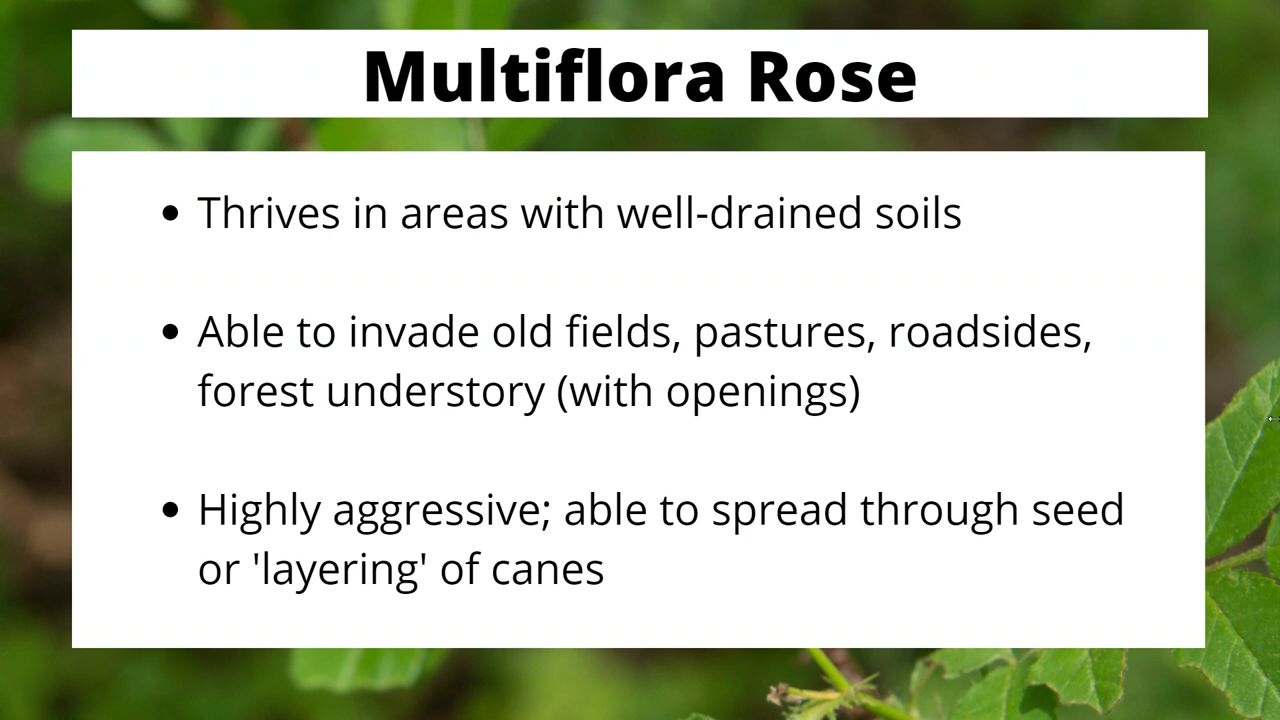 Multiflora Rose
• Thrives in areas with well-drained soils
• Able to invade old fields, pastures, roadsides,
forest understory (with openings)
• Highly aggressive; able to spread through seed
or 'layering' of canes